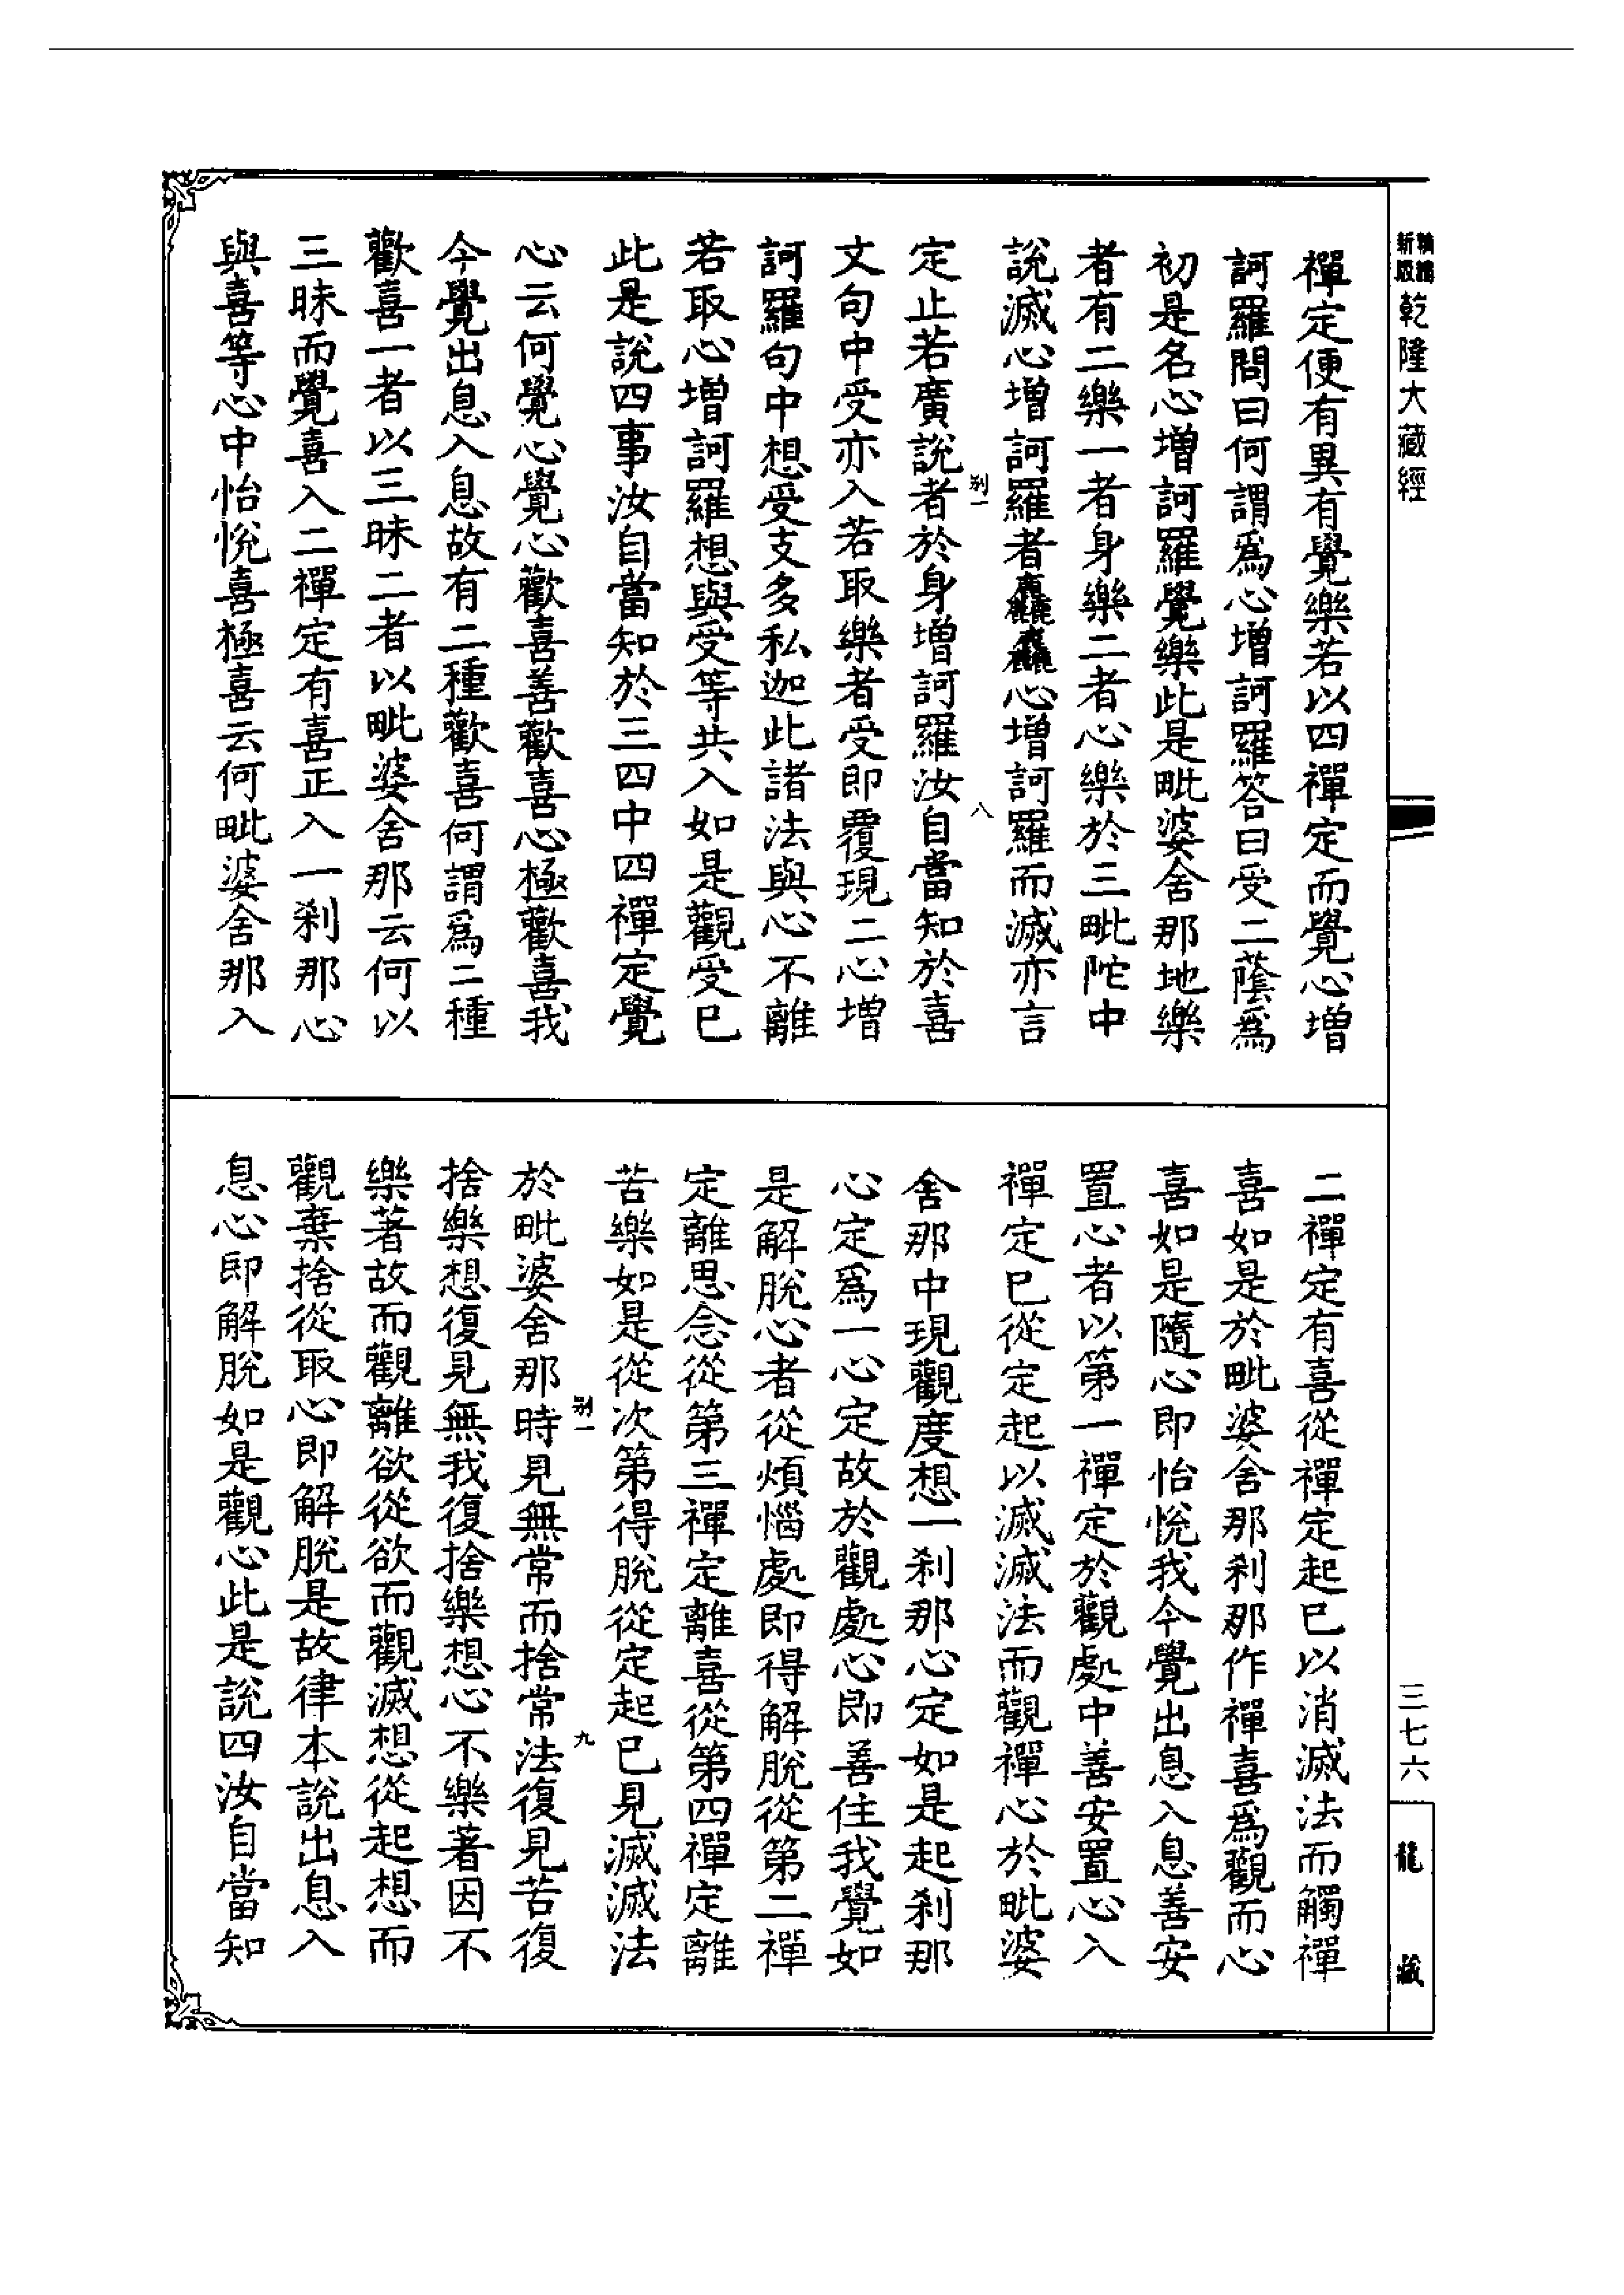 新版精縮
乾隆大藏經
三七六
龍藏
禪定便有異有覺樂若以四禪定而覺心增
訶羅問曰何謂爲心增訶羅答曰受二蔭爲
初是名心增訶羅覺樂此是毗婆舍那地樂
者有二樂一者身樂二者心樂於三毗陀中
說滅心增訶羅者麁麁心增訶羅而滅亦言
定止若廣說者於身增訶羅汝自當知於喜
別一
八
文句中受亦入若取樂者受即覆現二心增
訶羅句中想受支多私迦此諸法與心不離
若取心增訶羅想與受等共入如是觀受已
此是說四事汝自當知於三四中四禪定覺
心云何覺心覺心歡喜善歡喜心極歡喜我
今覺出息入息故有二種歡喜何謂爲二種
歡喜一者以三昧二者以毗婆舍那云何以
三昧而覺喜入二禪定有喜正入一剎那心
與喜等心中怡悅喜極喜云何毗婆舍那入
二禪定有喜從禪定起已以消滅法而觸禪
喜如是於毗婆舍那剎那作禪喜爲觀而心
喜如是隨心即怡悅我今覺出息入息善安
置心者以第一禪定於觀處中善安置心入
禪定已從定起以滅滅法而觀禪心於毗婆
舍那中現觀度想一剎那心定如是起剎那
心定爲一心定故於觀處心即善住我覺如
是解脫心者從煩惱處即得解脫從第二禪
定離思念從第三禪定離喜從第四禪定離
苦樂如是從次第得脫從定起已見滅滅法
別一
九
於毗婆舍那時見無常而捨常法復見苦復
捨樂想復見無我復捨樂想心不樂著因不
樂著故而觀離欲從欲而觀滅想從起想而
觀棄捨從取心即解脫是故律本說出息入
息心即解脫如是觀心此是說四汝自當知